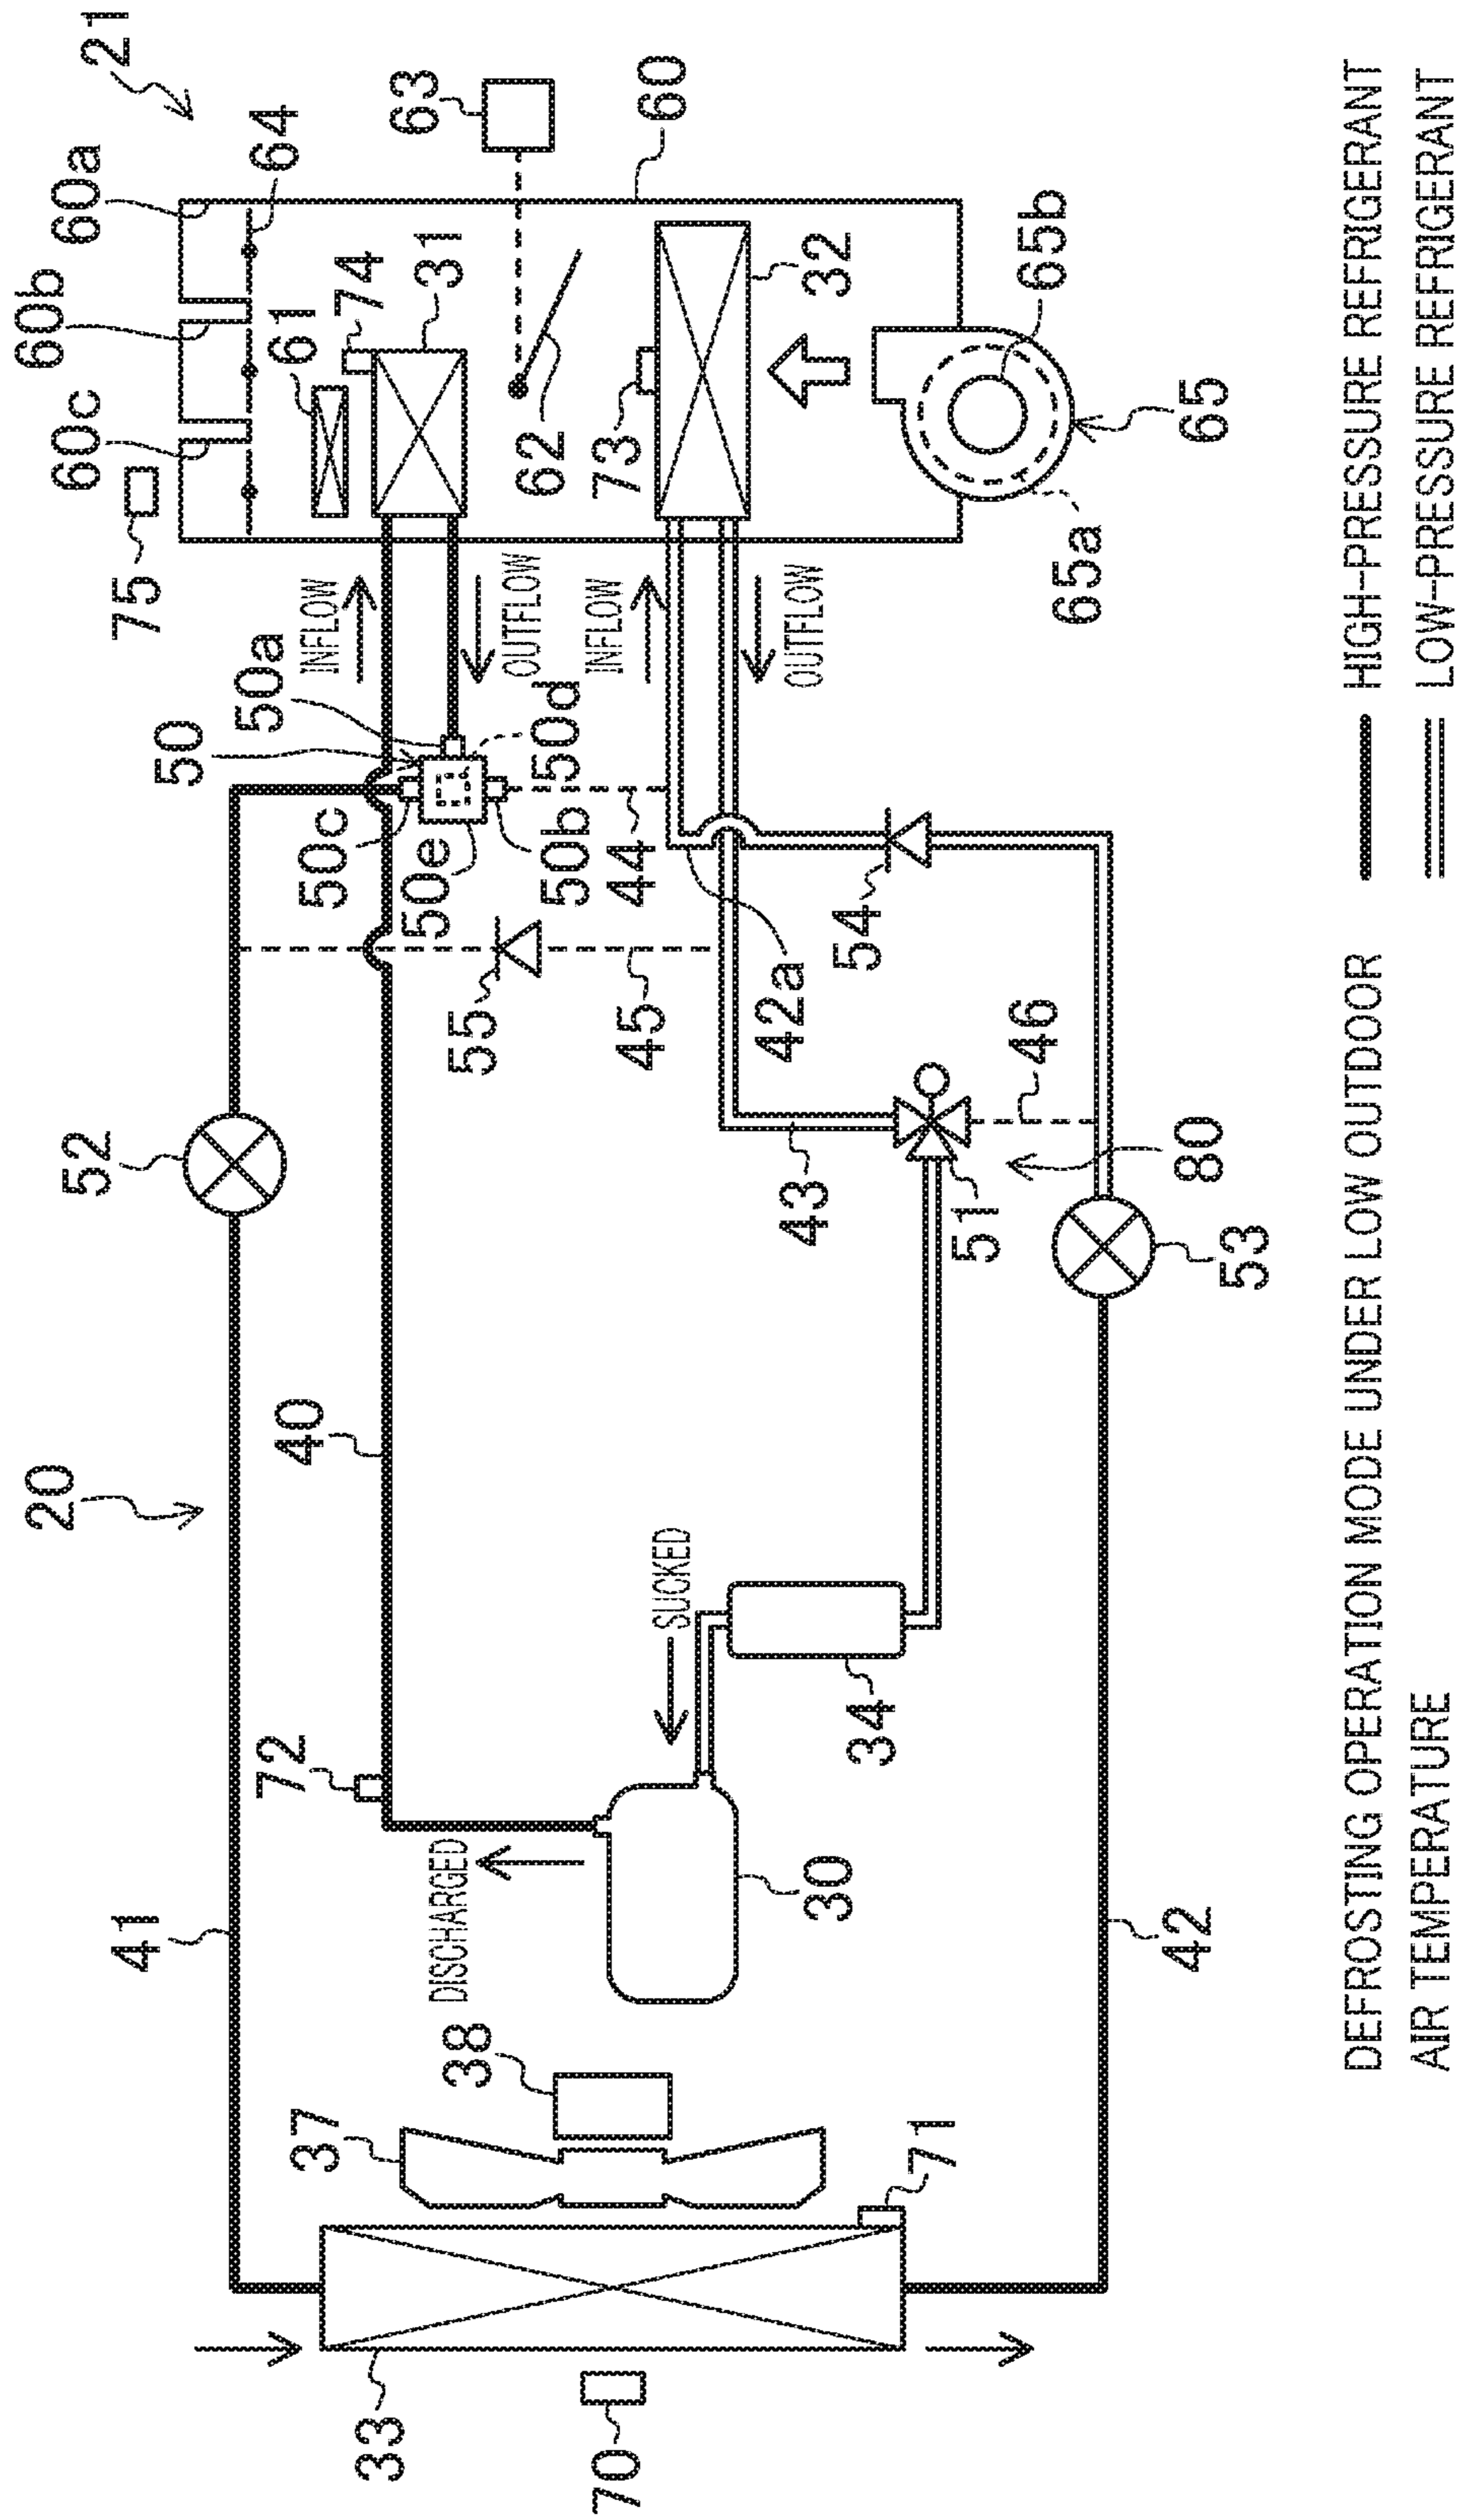 20
60b
52
60c
60a
21
41
75
50
72
50a
61
64
40
37
50c
INFLOW
74
33
50e
63
31
DISCHARGED
38
55
OUTFLOW
62
50d
50b
INFLOW
70
73
44
45
60
SUCKED
42a
43
OUTFLOW
30
32
54
34
71
51
46
65b
65a
42
80
65
53
DEFROSTING OPERATION MODE UNDER LOW OUTDOOR
AIR TEMPERATURE
HIGH-PRESSURE REFRIGERANT
LOW-PRESSURE REFRIGERANT